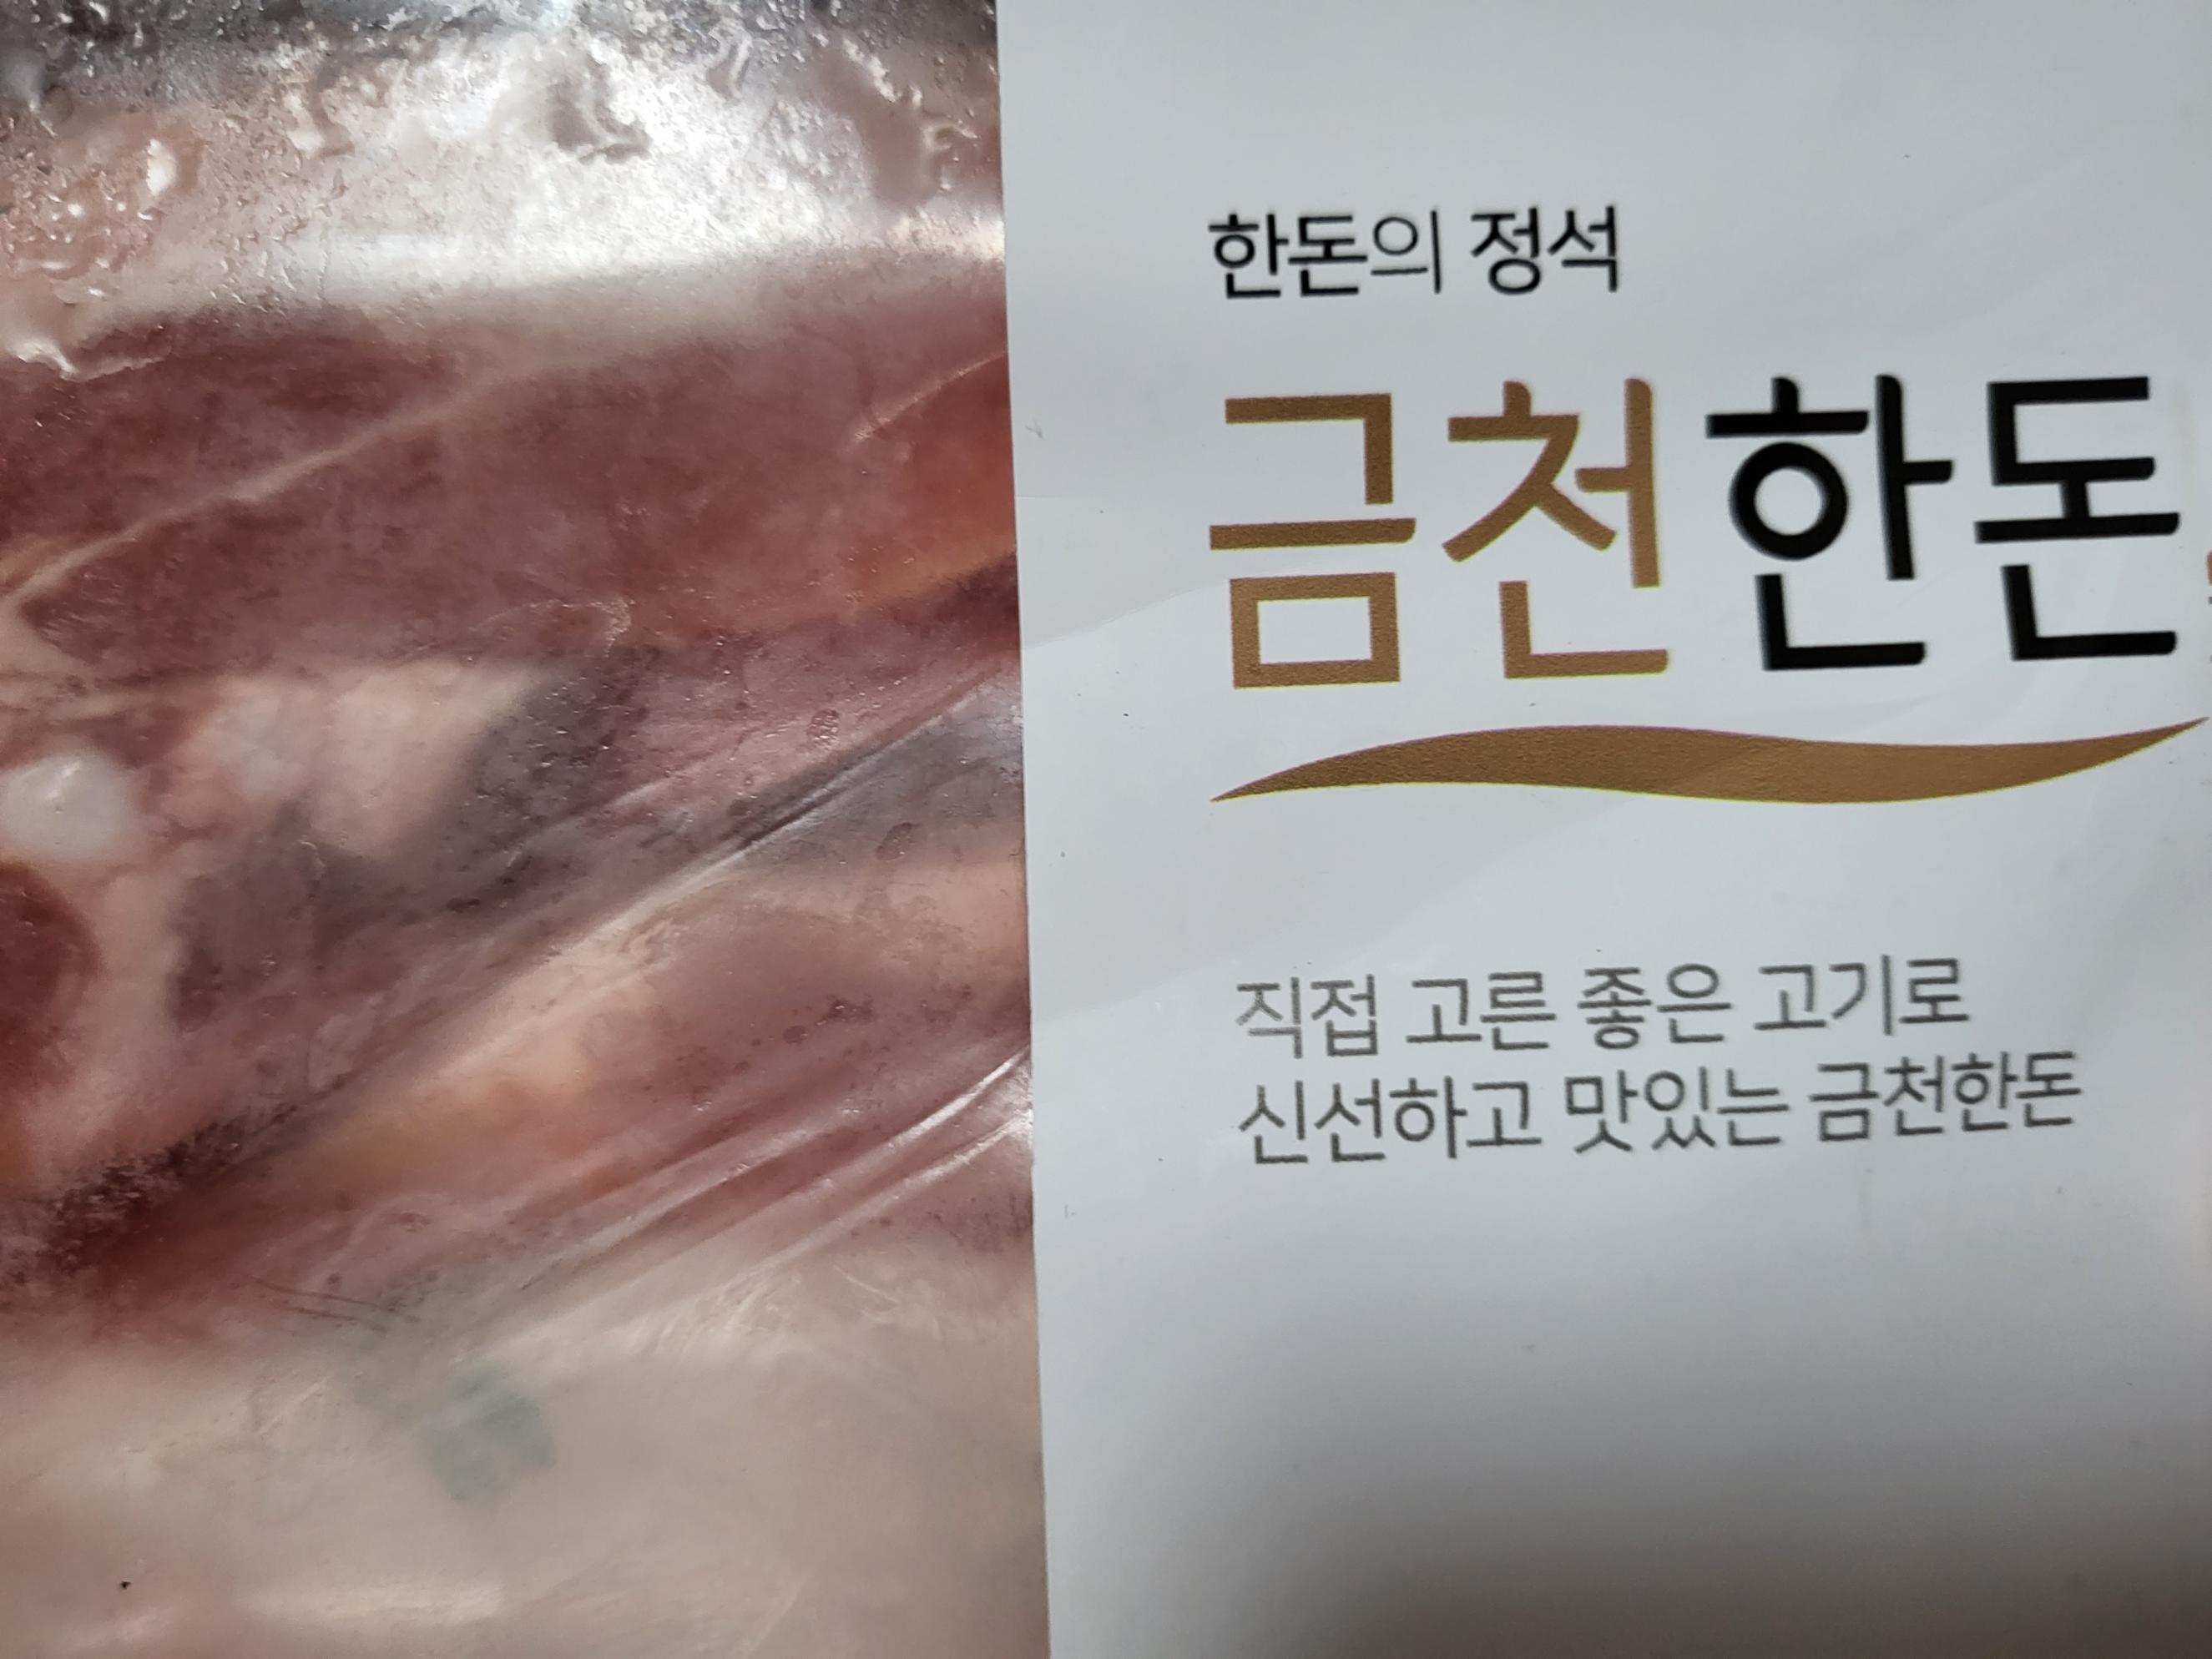 한돈의 정석
금천한돈
직접 고른 좋은 고기로
신선하고 맛있는 금천한돈